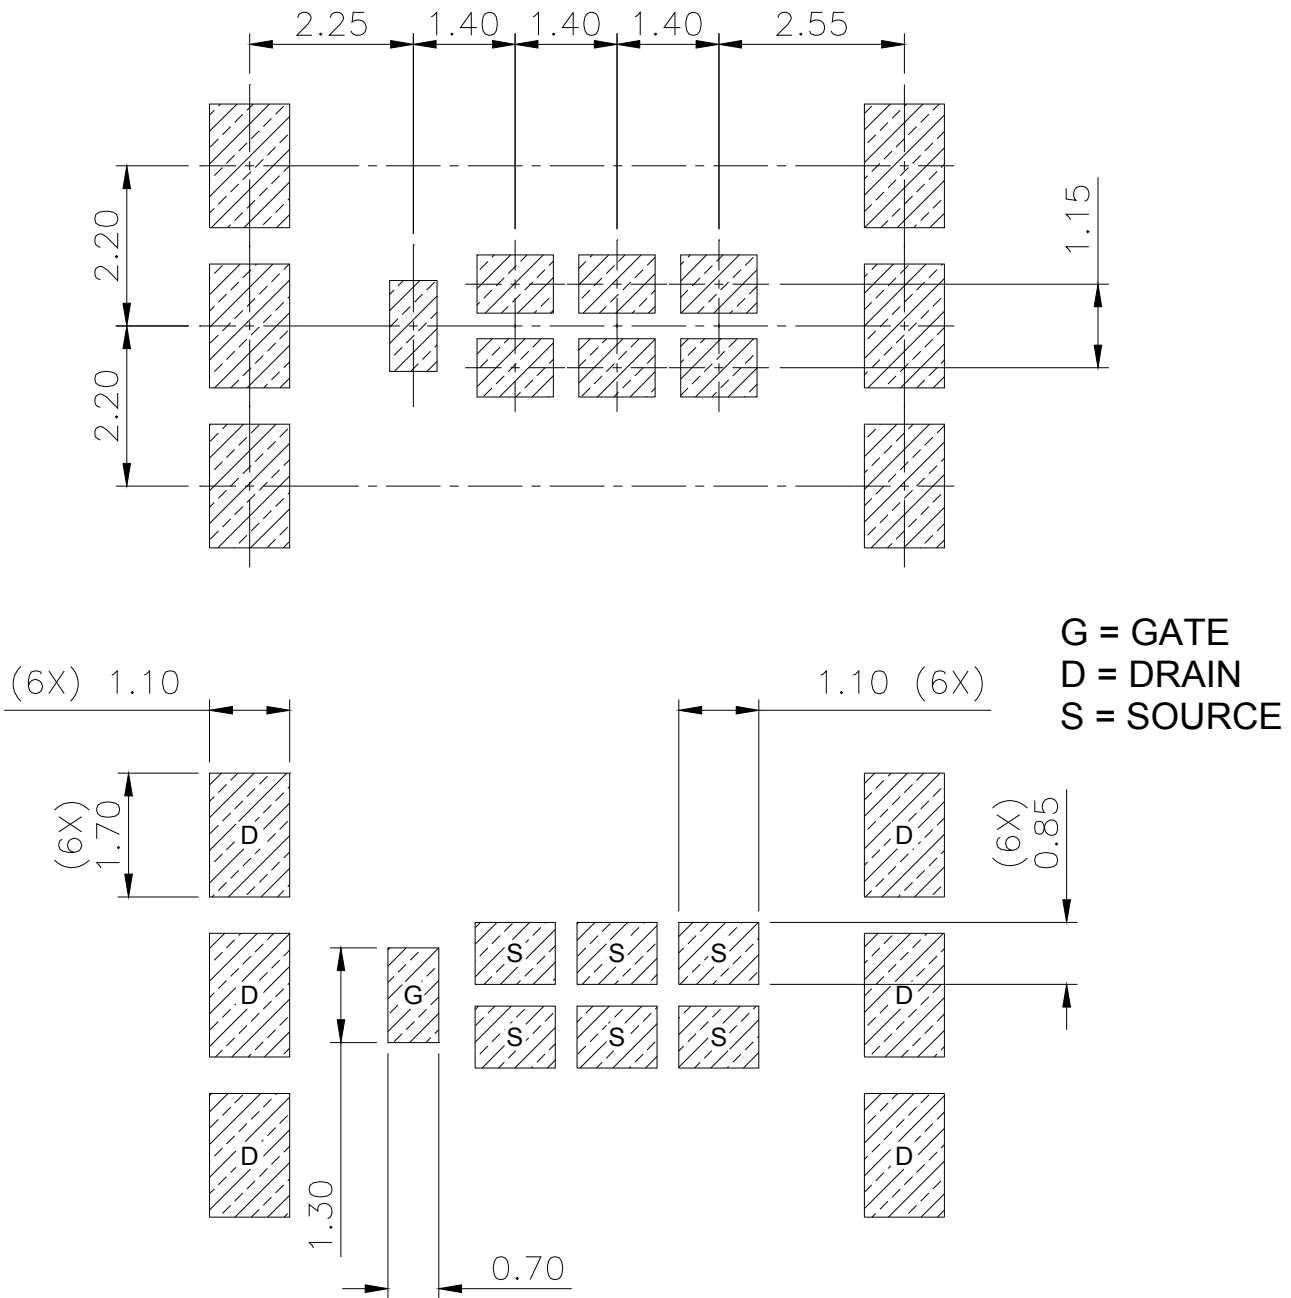 2.25 1.40 1.40 1.40 2.55
2.20
1.15
2.20
G = GATE
D = DRAIN
S = SOURCE
(6X) 1.10
1.10 (6X)
(6X)
1.70
(6X)
0.85
D
D
S S S
D
G
D
S S S
D
D
1.30
0.70